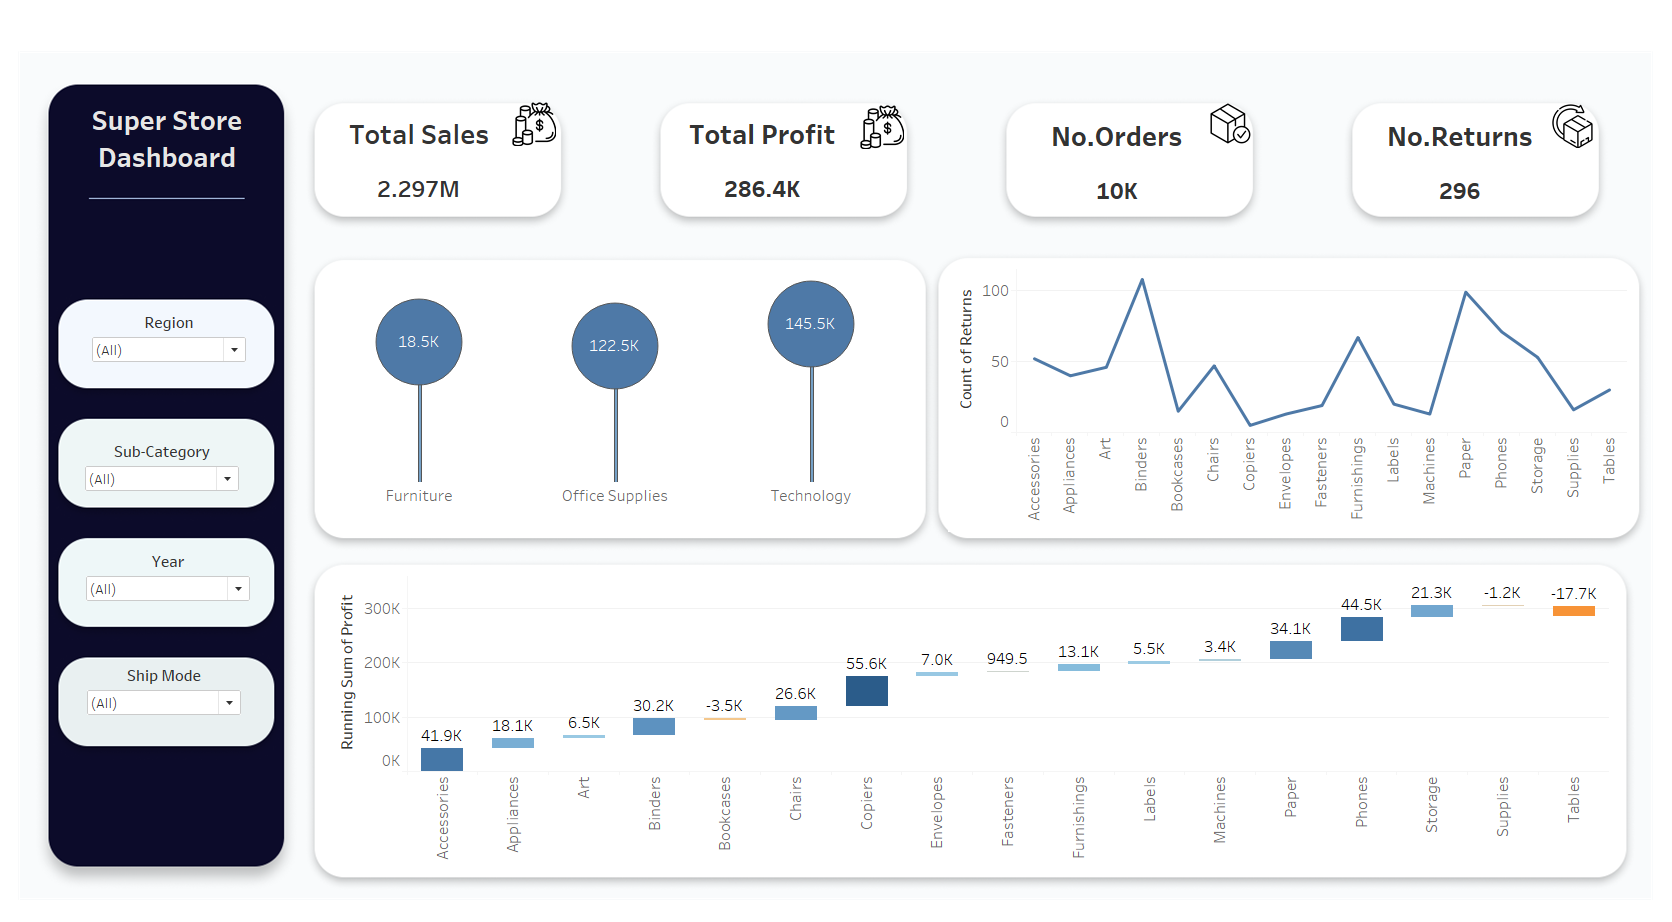 Super Store
Dashboard
Region
(All)
Sub-Category
(All)
Year
(All)
Ship Mode
(All)
Total Sales
2.297M
Total Profit
286.4K
No.Orders
10K
No.Returns
296
18.5K
122.5K
145.5K
Furniture
Office Supplies
Technology
Count of Returns
100
50
0
Accessories
Appliances
Art
Binders
Bookcases
Chairs
Copiers
Envelopes
Fasteners
Furnishings
Labels
Machines
Paper
Phones
Storage
Supplies
Tables
Running Sum of Profit
300K
200K
100K
0K
41.9K
18.1K
6.5K
30.2K
-3.5K
26.6K
55.6K
7.0K
949.5
13.1K
5.5K
3.4K
34.1K
44.5K
21.3K
-1.2K
-17.7K
Accessories
Appliances
Art
Binders
Bookcases
Chairs
Copiers
Envelopes
Fasteners
Furnishings
Labels
Machines
Paper
Phones
Storage
Supplies
Tables